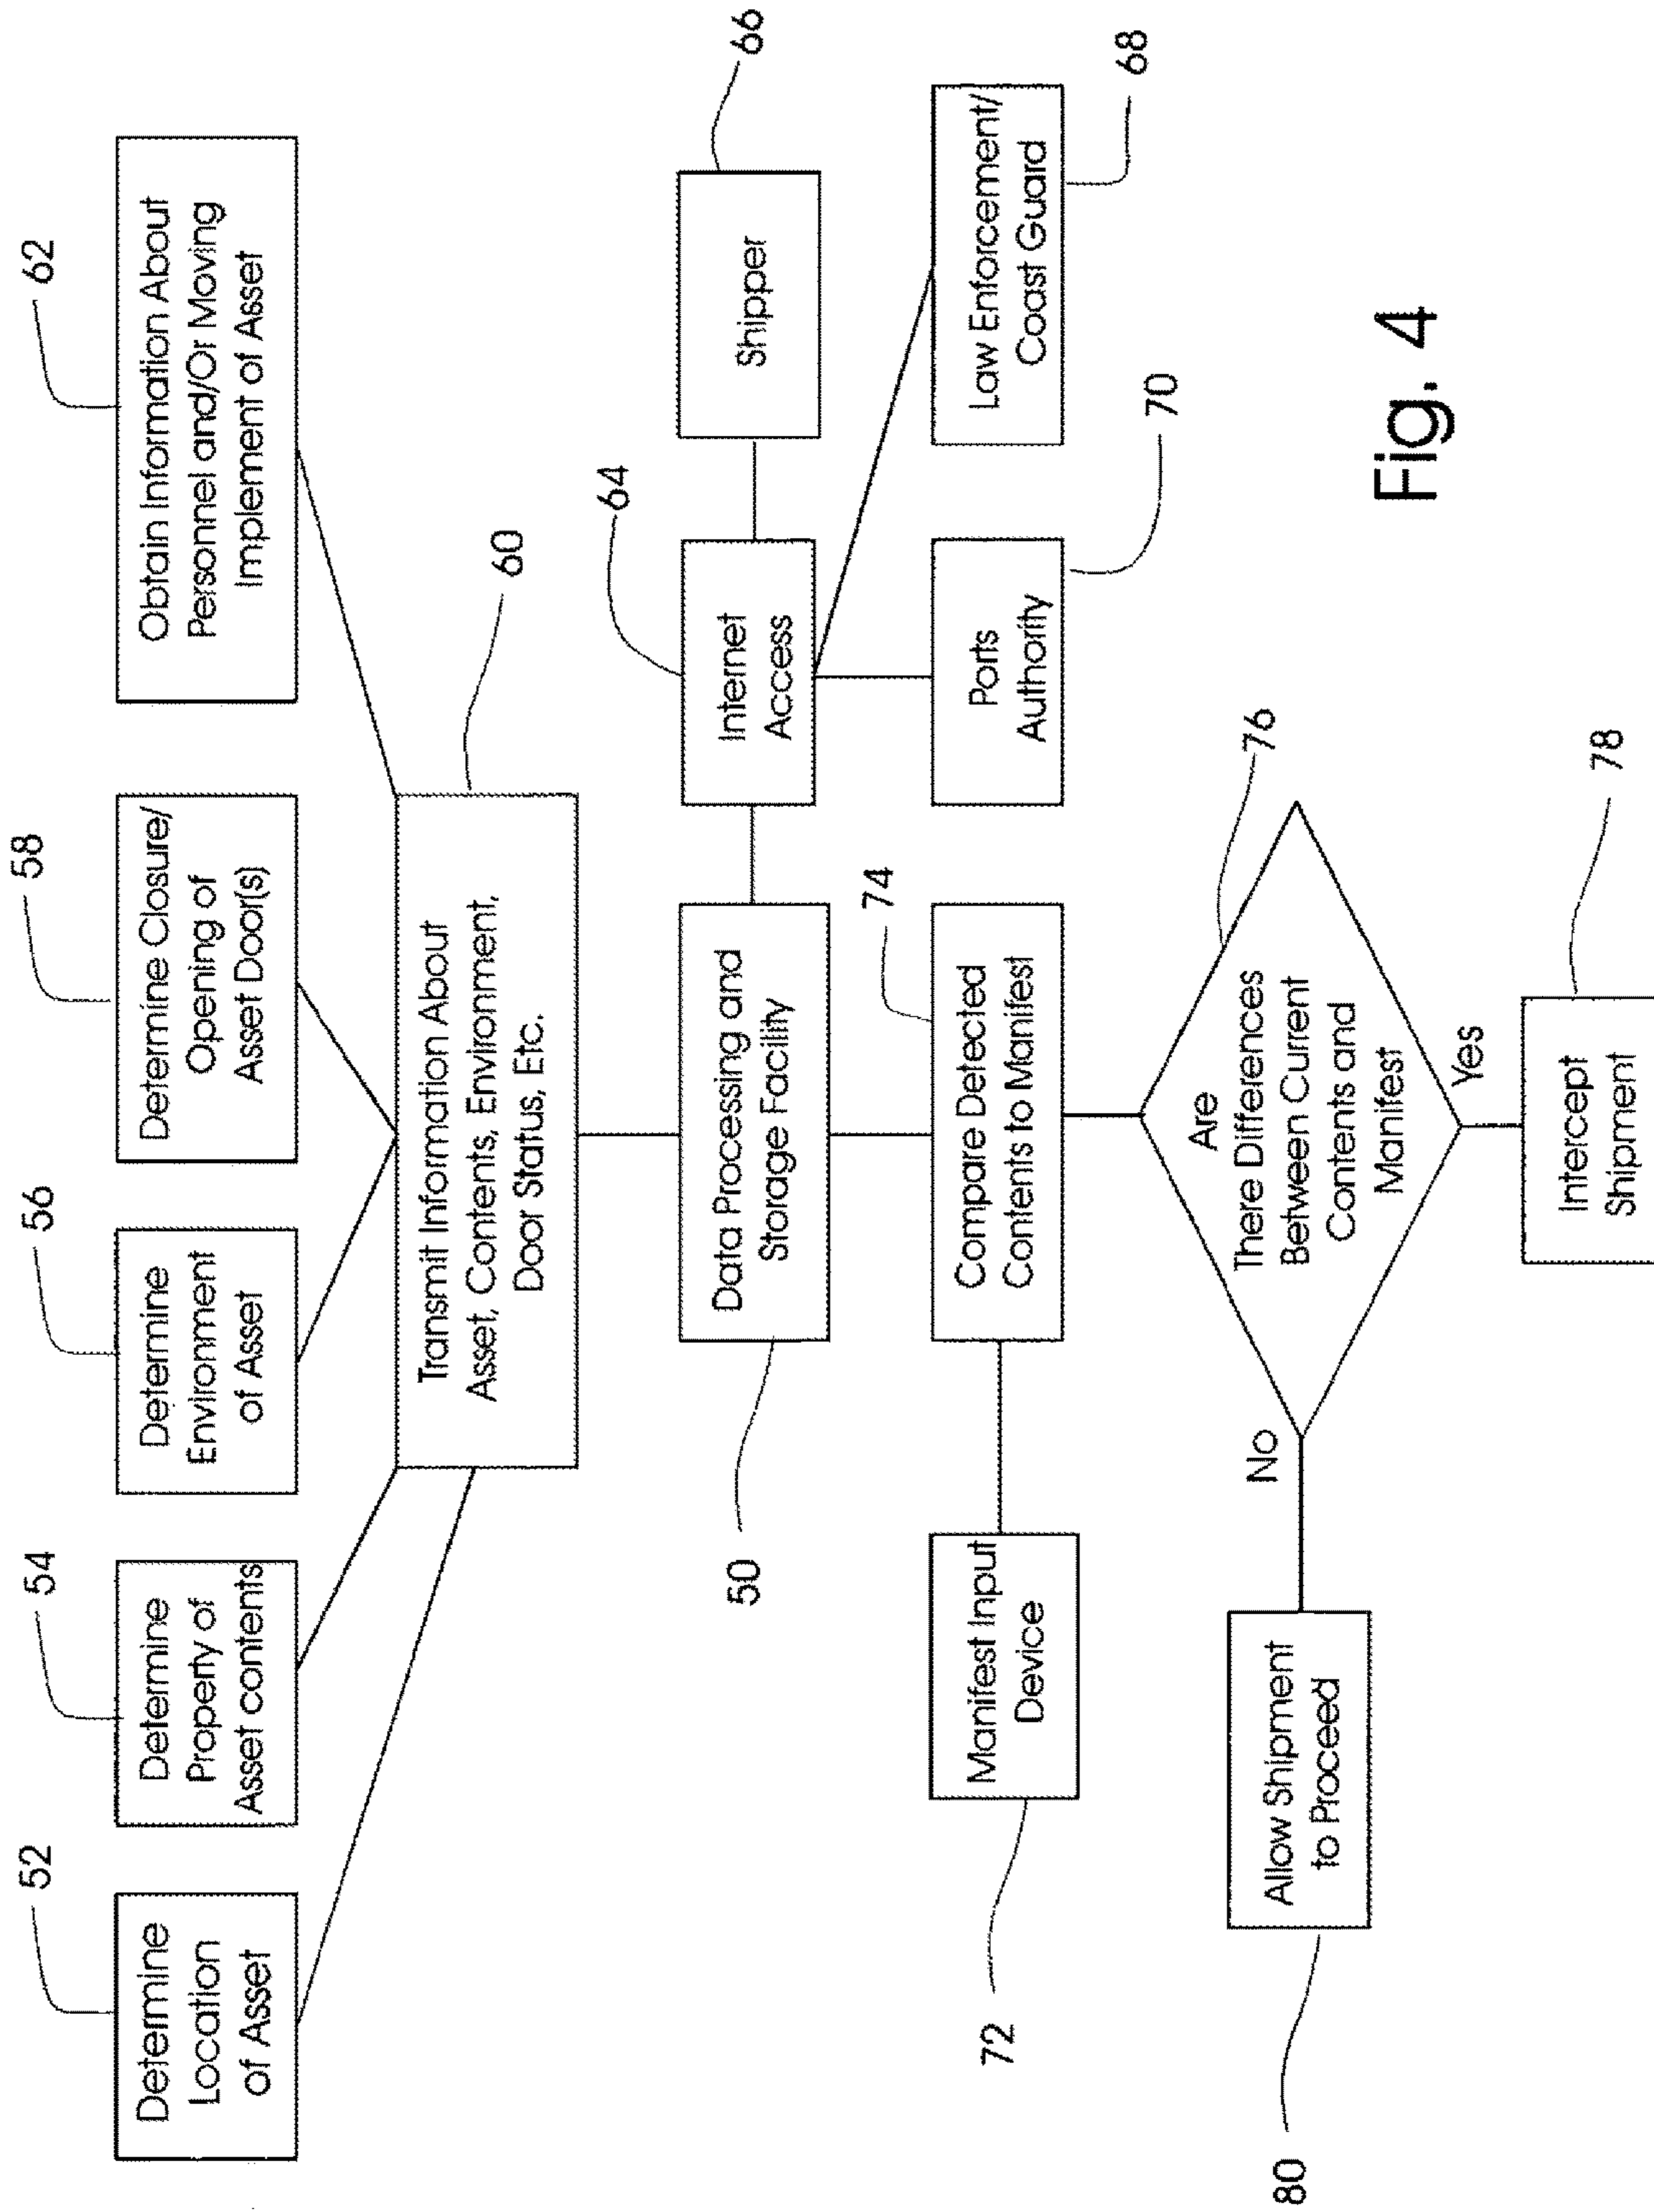 52
Determine
Location
of Asset
54
Determine
Property of
Asset contents
56
Determine
Environment
of Asset
58
Determine Closure/
Opening of
Asset Door(s)
62
Obtain Information About
Personnel and/Or Moving
Implement of Asset
60
Transmit Information About
Asset, Contents, Environment,
Door Status, Etc.
50
Data Processing and
Storage Facility
64
Internet
Access
66
Shipper
72
Manifest Input
Device
74
Compare Detected
Contents to Manifest
70
Ports
Authority
68
Law Enforcement/
Coast Guard
76
Are
There Differences
Between Current
Contents and
Manifest
No
Yes
80
Allow Shipment
to Proceed
78
Intercept
Shipment
Fig. 4